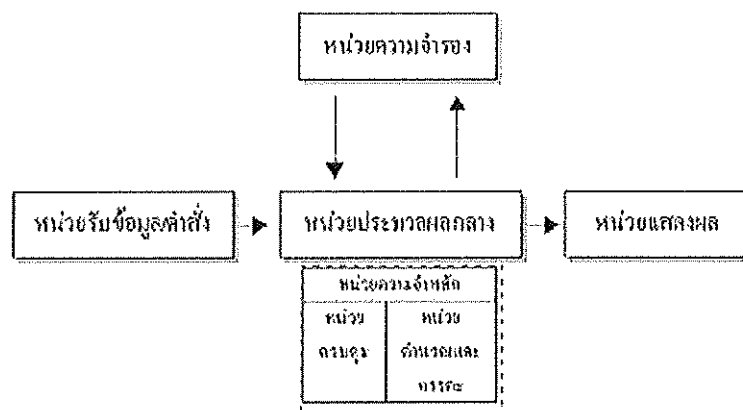 หน่วยความจำรอง
หน่วยรับข้อมูล/คำสั่ง
หน่วยประมวลผลกลาง
หน่วยแสดงผล
หน่วยความจำหลัก
หน่วย
ควบคุม
หน่วย
คำนวณและ
ตรรกะ